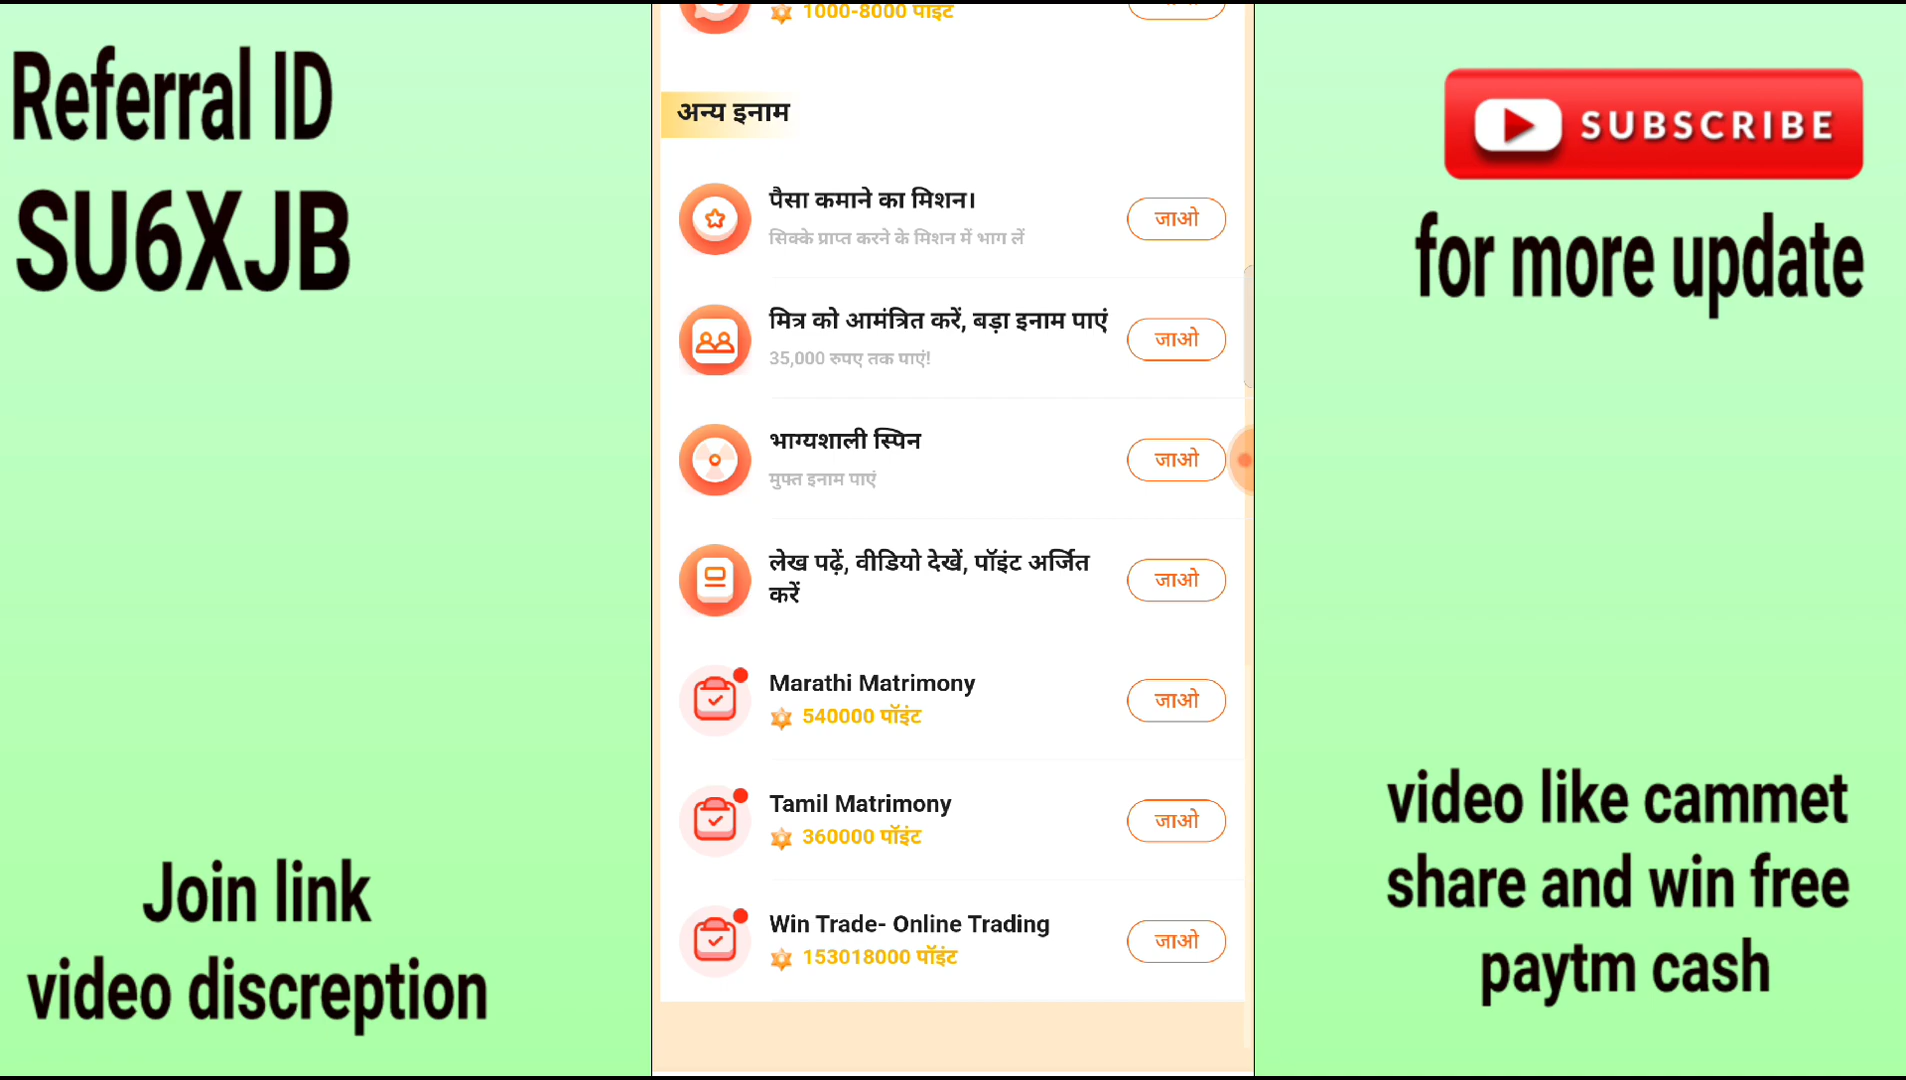 Referral ID
SU6XJB
Join link
video discreption
1000-8000 पॉइंट
अन्य इनाम
पैसा कमाने का मिशन।
सिक्के प्राप्त करने के मिशन में भाग लें
जाओ
मित्र को आमंत्रित करें, बड़ा इनाम पाएं
35,000 रुपए तक पाएं!
जाओ
भाग्यशाली स्पिन
मुफ्त इनाम पाएं
जाओ
लेख पढ़ें, वीडियो देखें, पॉइंट अर्जित
करें
जाओ
Marathi Matrimony
540000 पॉइंट
जाओ
Tamil Matrimony
360000 पॉइंट
जाओ
Win Trade- Online Trading
153018000 पॉइंट
जाओ
SUBSCRIBE
for more update
video like cammet
share and win free
paytm cash